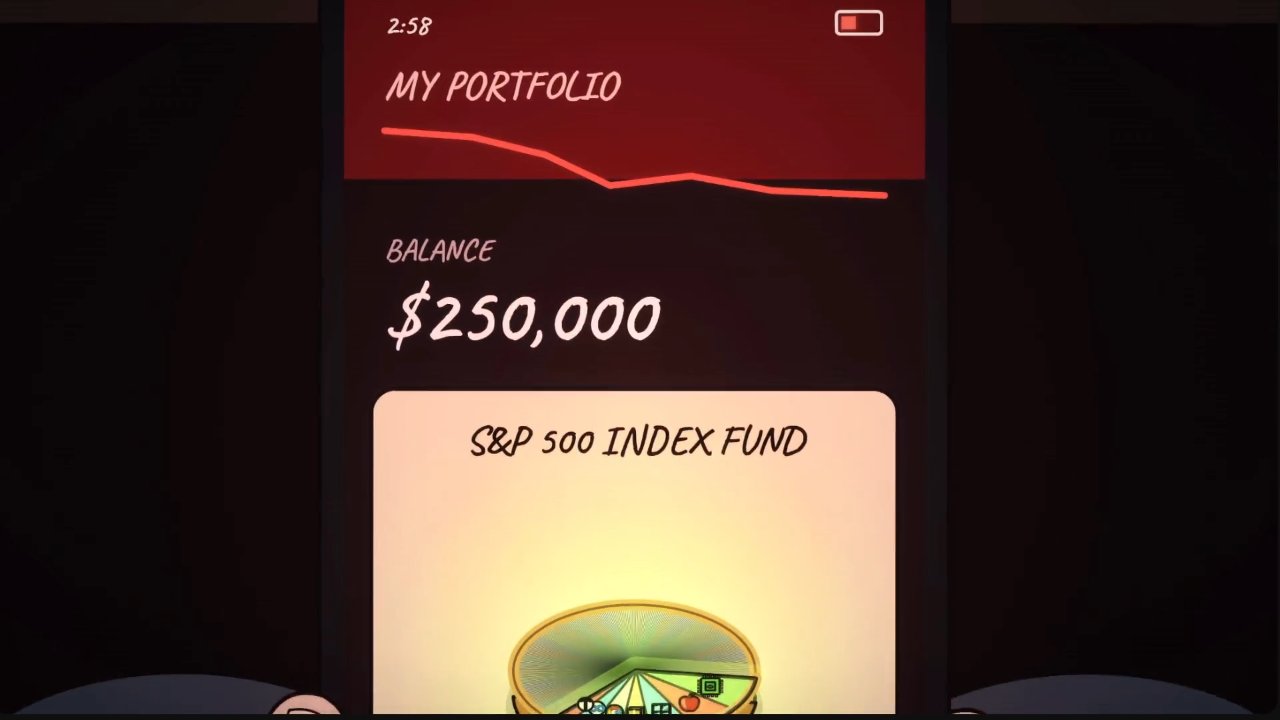 2:58
MY PORTFOLIO
BALANCE
$250,000
S&P 500 INDEX FUND